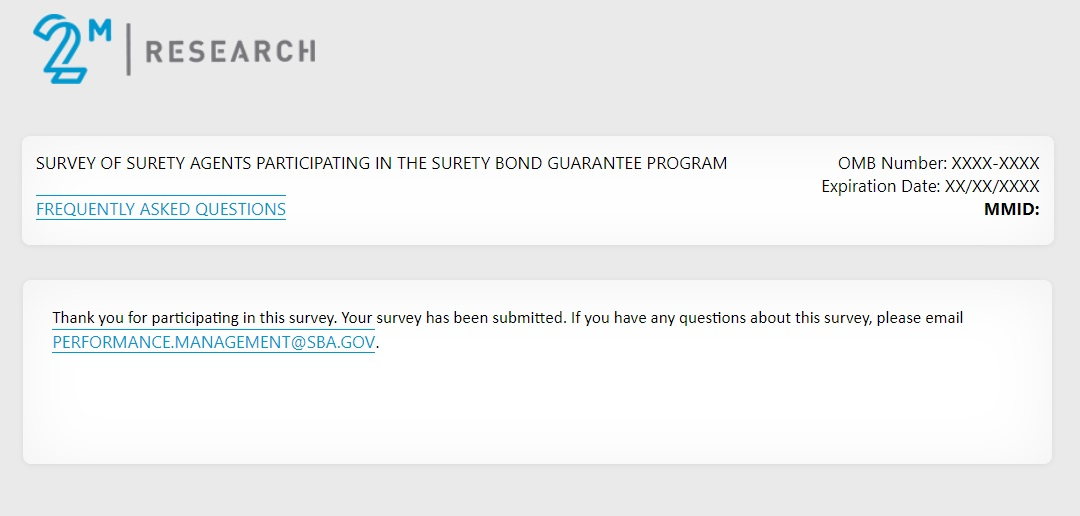 2M | RESEARCH
SURVEY OF SURETY AGENTS PARTICIPATING IN THE SURETY BOND GUARANTEE PROGRAM
OMB Number: XXXX-XXXX
Expiration Date: XX/XX/XXXX
FREQUENTLY ASKED QUESTIONS
MMID:
Thank you for participating in this survey. Your survey has been submitted. If you have any questions about this survey, please email
PERFORMANCE.MANAGEMENT@SBA.GOV.